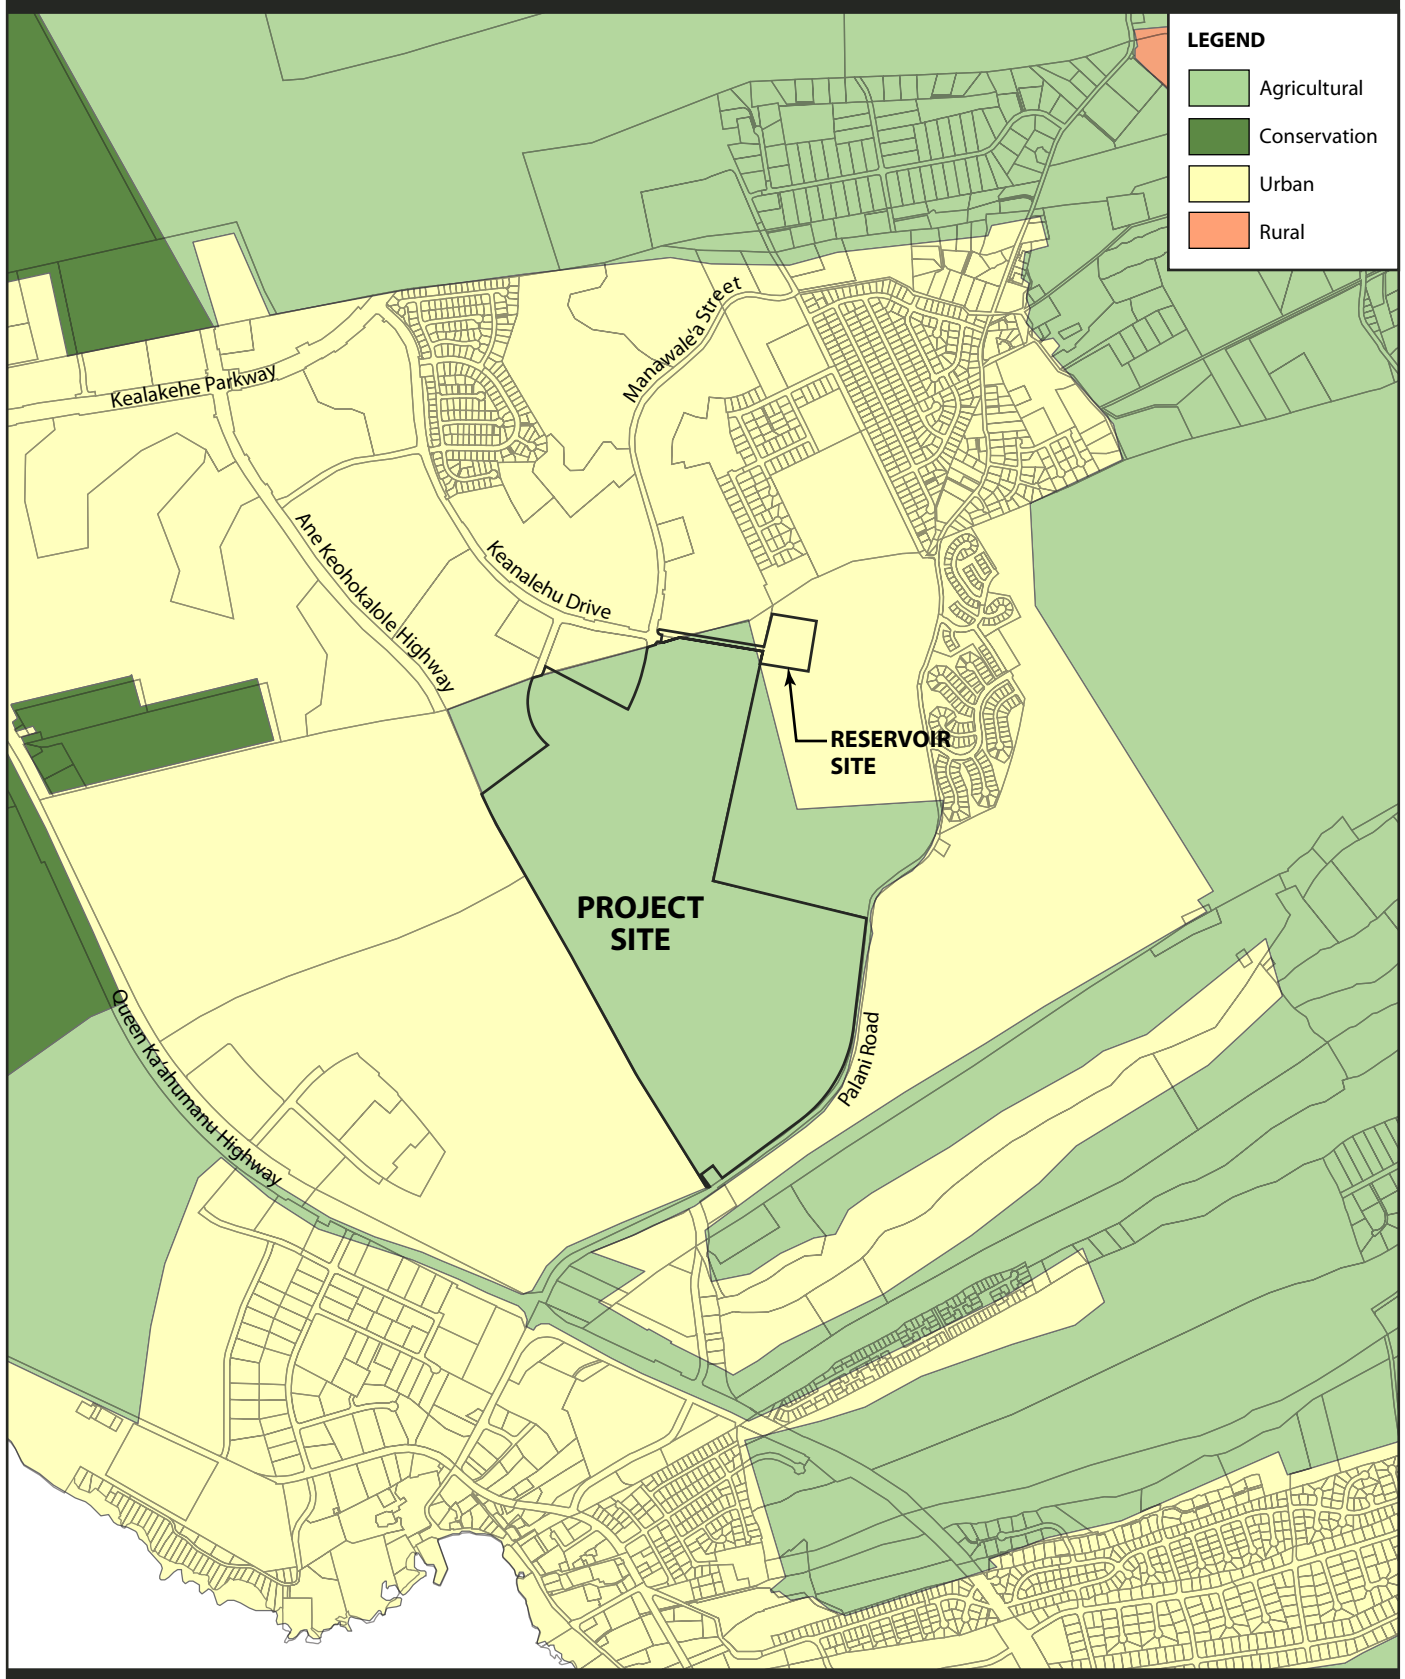 LEGEND
Agricultural
Conservation
Urban
Rural
Manawale'a Street
Kealakehe Parkway
Ane Keohokalole Highway
Keanalehu Drive
RESERVOIR
SITE
PROJECT
SITE
Queen Ka'ahumanu Highway
Palani Road